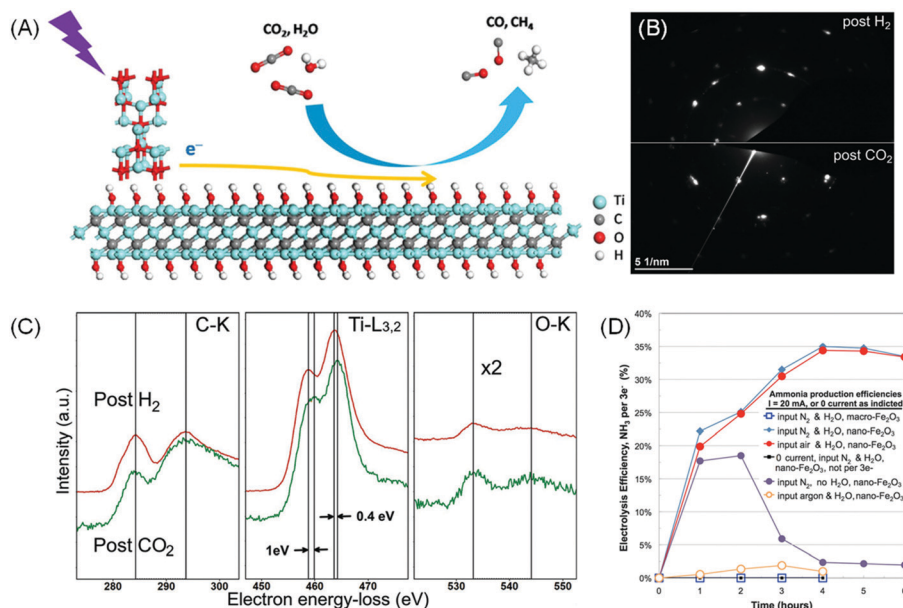 (A)
CO₂, H₂O
CO, CH₄
e⁻
Ti
C
O
H
(B)
post H₂
post CO₂
5 1/nm
(C)
C-K
Ti-L₃,₂
O-K
x2
Post H₂
Post CO₂
0.4 eV
1eV
280 290 300
450 460 470
530 540 550
Intensity (a.u.)
Electron energy-loss (eV)
(D)
Electrolysis Efficiency, NH₃ per 3e⁻ (%)
40%
35%
30%
25%
20%
15%
10%
5%
0%
Ammonia production efficiencies
I = 20 mA, or 0 current as indicted
input N₂ & H₂O, macro-Fe₂O₃
input N₂ & H₂O, nano-Fe₂O₃
input air & H₂O, nano-Fe₂O₃
0 current, input N₂ & H₂O,
nano-Fe₂O₃, not per 3e-
input N₂, no H₂O, nano-Fe₂O₃
input argon & H₂O, nano-Fe₂O₃
0 1 2 3 4 5 6
Time (hours)